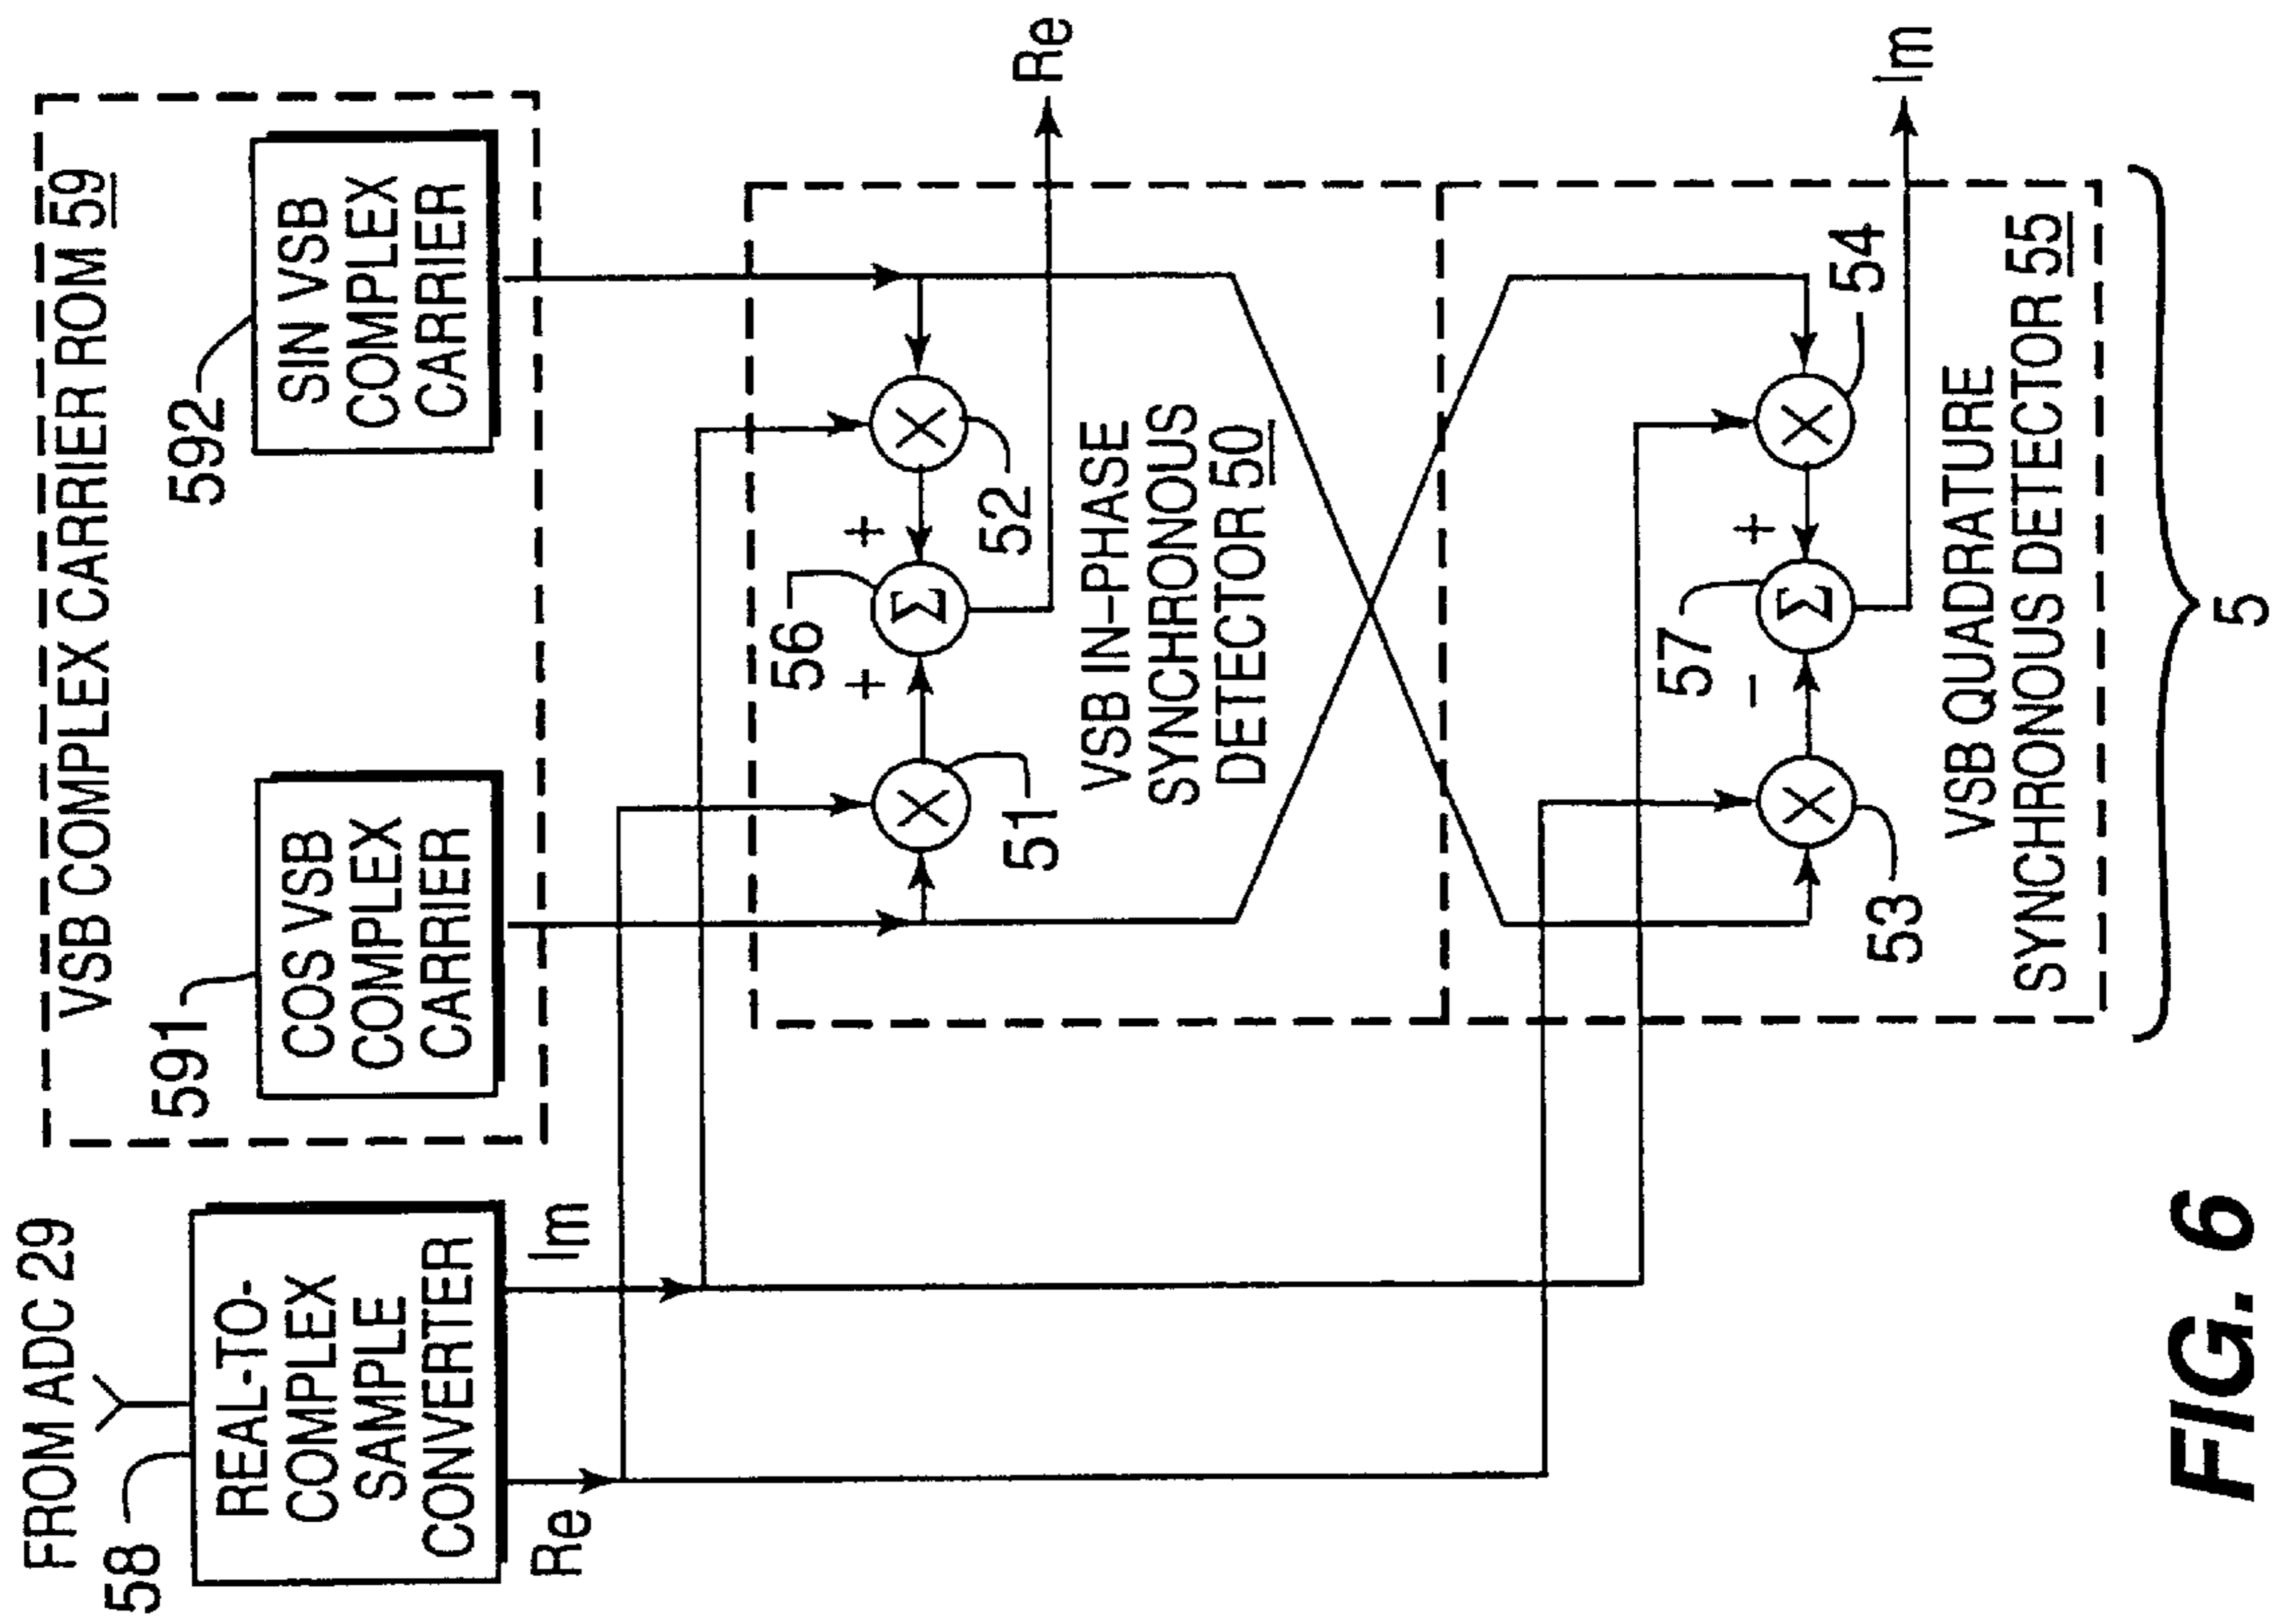 FROM ADC 29
58
REAL-TO-
COMPLEX
SAMPLE
CONVERTER
Re
Im
VSB COMPLEX CARRIER ROM 59
591
COS VSB
COMPLEX
CARRIER
592
SIN VSB
COMPLEX
CARRIER
51
X
+
56
Σ
+
52
X
Re
VSB IN-PHASE
SYNCHRONOUS
DETECTOR 50
53
X
-
57
Σ
+
54
X
Im
VSB QUADRATURE
SYNCHRONOUS DETECTOR 55
5
FIG. 6